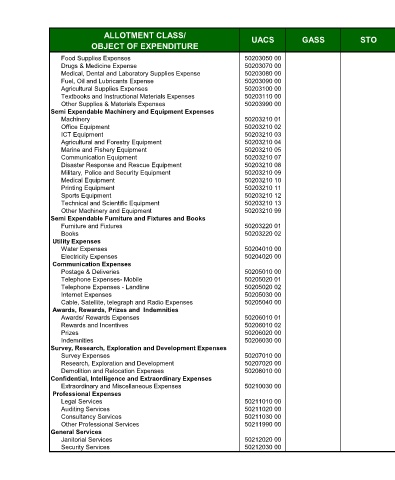 ALLOTMENT CLASS/ OBJECT OF EXPENDITURE UACS GASS STO
Food Supplies Expenses 50203050 00
Drugs & Medicine Expense 50203070 00
Medical, Dental and Laboratory Supplies Expense 50203080 00
Fuel, Oil and Lubricants Expense 50203090 00
Agricultural Supplies Expenses 50203100 00
Textbooks and Instructional Materials Expenses 50203110 00
Other Supplies & Materials Expenses 50203990 00
Semi Expendable Machinery and Equipment Expenses
Machinery 50203210 01
Office Equipment 50203210 02
ICT Equipment 50203210 03
Agricultural and Forestry Equipment 50203210 04
Marine and Fishery Equipment 50203210 05
Communication Equipment 50203210 07
Disaster Response and Rescue Equipment 50203210 08
Military, Police and Security Equipment 50203210 09
Medical Equipment 50203210 10
Printing Equipment 50203210 11
Sports Equipment 50203210 12
Technical and Scientific Equipment 50203210 13
Other Machinery and Equipment 50203210 99
Semi Expendable Furniture and Fixtures and Books
Furniture and Fixtures 50203220 01
Books 50203220 02
Utility Expenses
Water Expenses 50204010 00
Electricity Expenses 50204020 00
Communication Expenses
Postage & Deliveries 50205010 00
Telephone Expenses- Mobile 50205020 01
Telephone Expenses - Landline 50205020 02
Internet Expenses 50205030 00
Cable, Satellite, telegraph and Radio Expenses 50205040 00
Awards, Rewards, Prizes and Indemnities
Awards/ Rewards Expenses 50206010 01
Rewards and Incentives 50206010 02
Prizes 50206020 00
Indemnities 50206030 00
Survey, Research, Exploration and Development Expenses
Survey Expenses 50207010 00
Research, Exploration and Development 50207020 00
Demolition and Relocation Expenses 50208010 00
Confidential, Intelligence and Extraordinary Expenses
Extraordinary and Miscellaneous Expenses 50210030 00
Professional Expenses
Legal Services 50211010 00
Auditing Services 50211020 00
Consultancy Services 50211030 00
Other Professional Services 50211990 00
General Services
Janitorial Services 50212020 00
Security Services 50212030 00